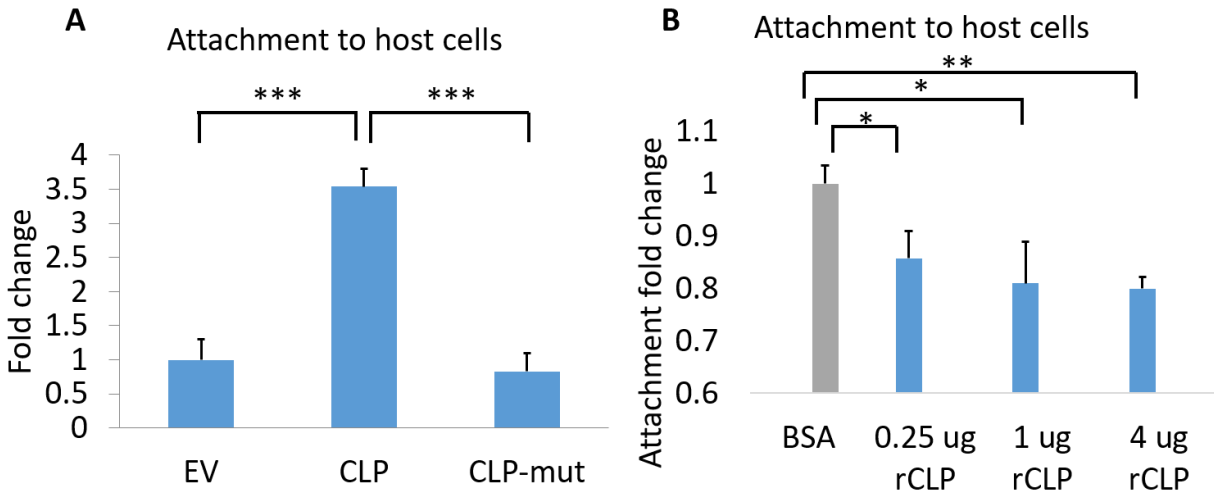 A
Attachment to host cells
***
***
Fold change
4
3.5
3
2.5
2
1.5
1
0.5
0
EV
CLP
CLP-mut
B
Attachment to host cells
**
*
*
Attachment fold change
1.1
1
0.9
0.8
0.7
0.6
BSA
0.25 ug
rCLP
1 ug
rCLP
4 ug
rCLP